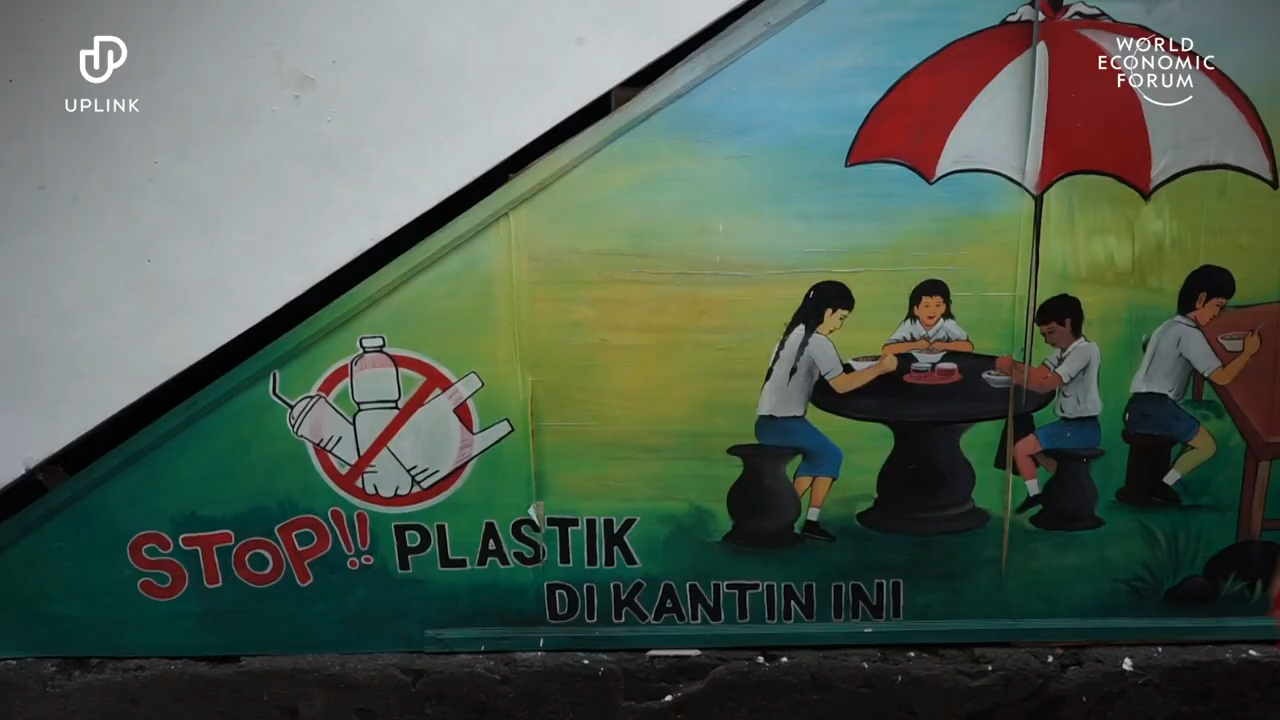 UPLINK
WORLD
ECONOMIC
FORUM
STOP!! PLASTIK
DI KANTIN INI